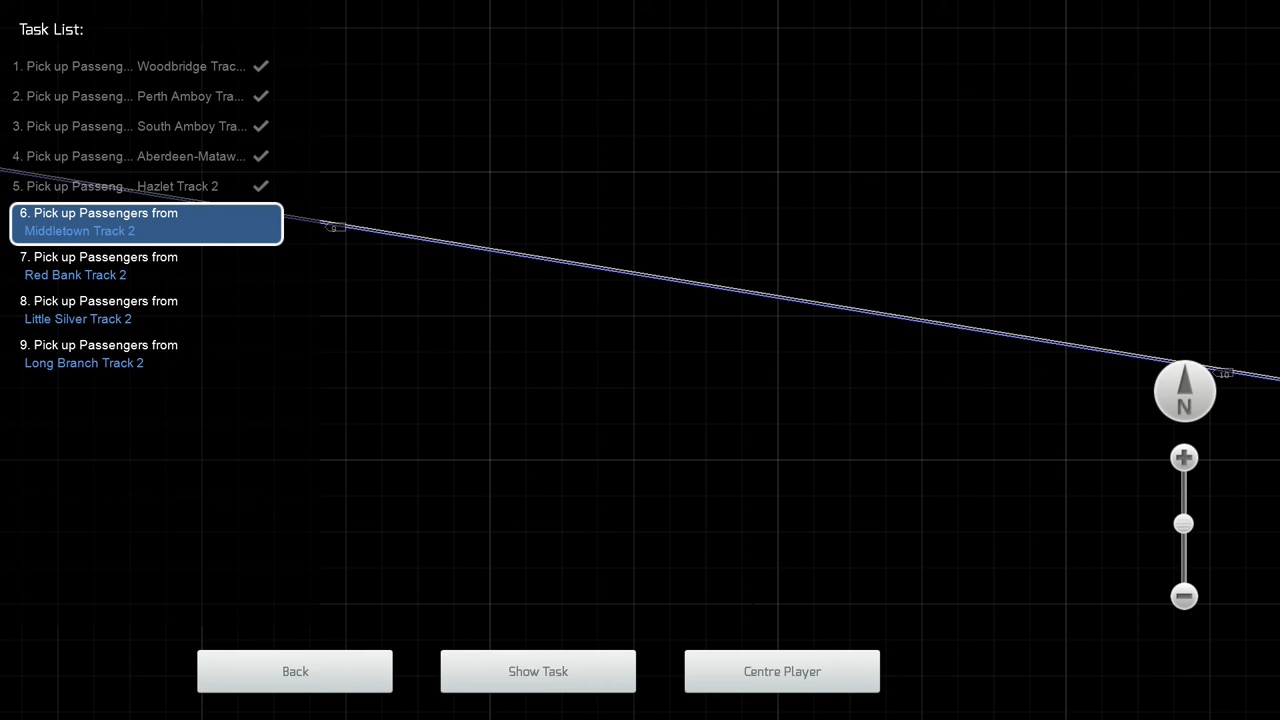 Task List:
1. Pick up Passeng... Woodbridge Trac...
2. Pick up Passeng... Perth Amboy Tra...
3. Pick up Passeng... South Amboy Tra...
4. Pick up Passeng... Aberdeen-Mataw...
5. Pick up Passeng... Hazlet Track 2
6. Pick up Passengers from
Middletown Track 2
7. Pick up Passengers from
Red Bank Track 2
8. Pick up Passengers from
Little Silver Track 2
9. Pick up Passengers from
Long Branch Track 2
9
10
N
Back
Show Task
Centre Player